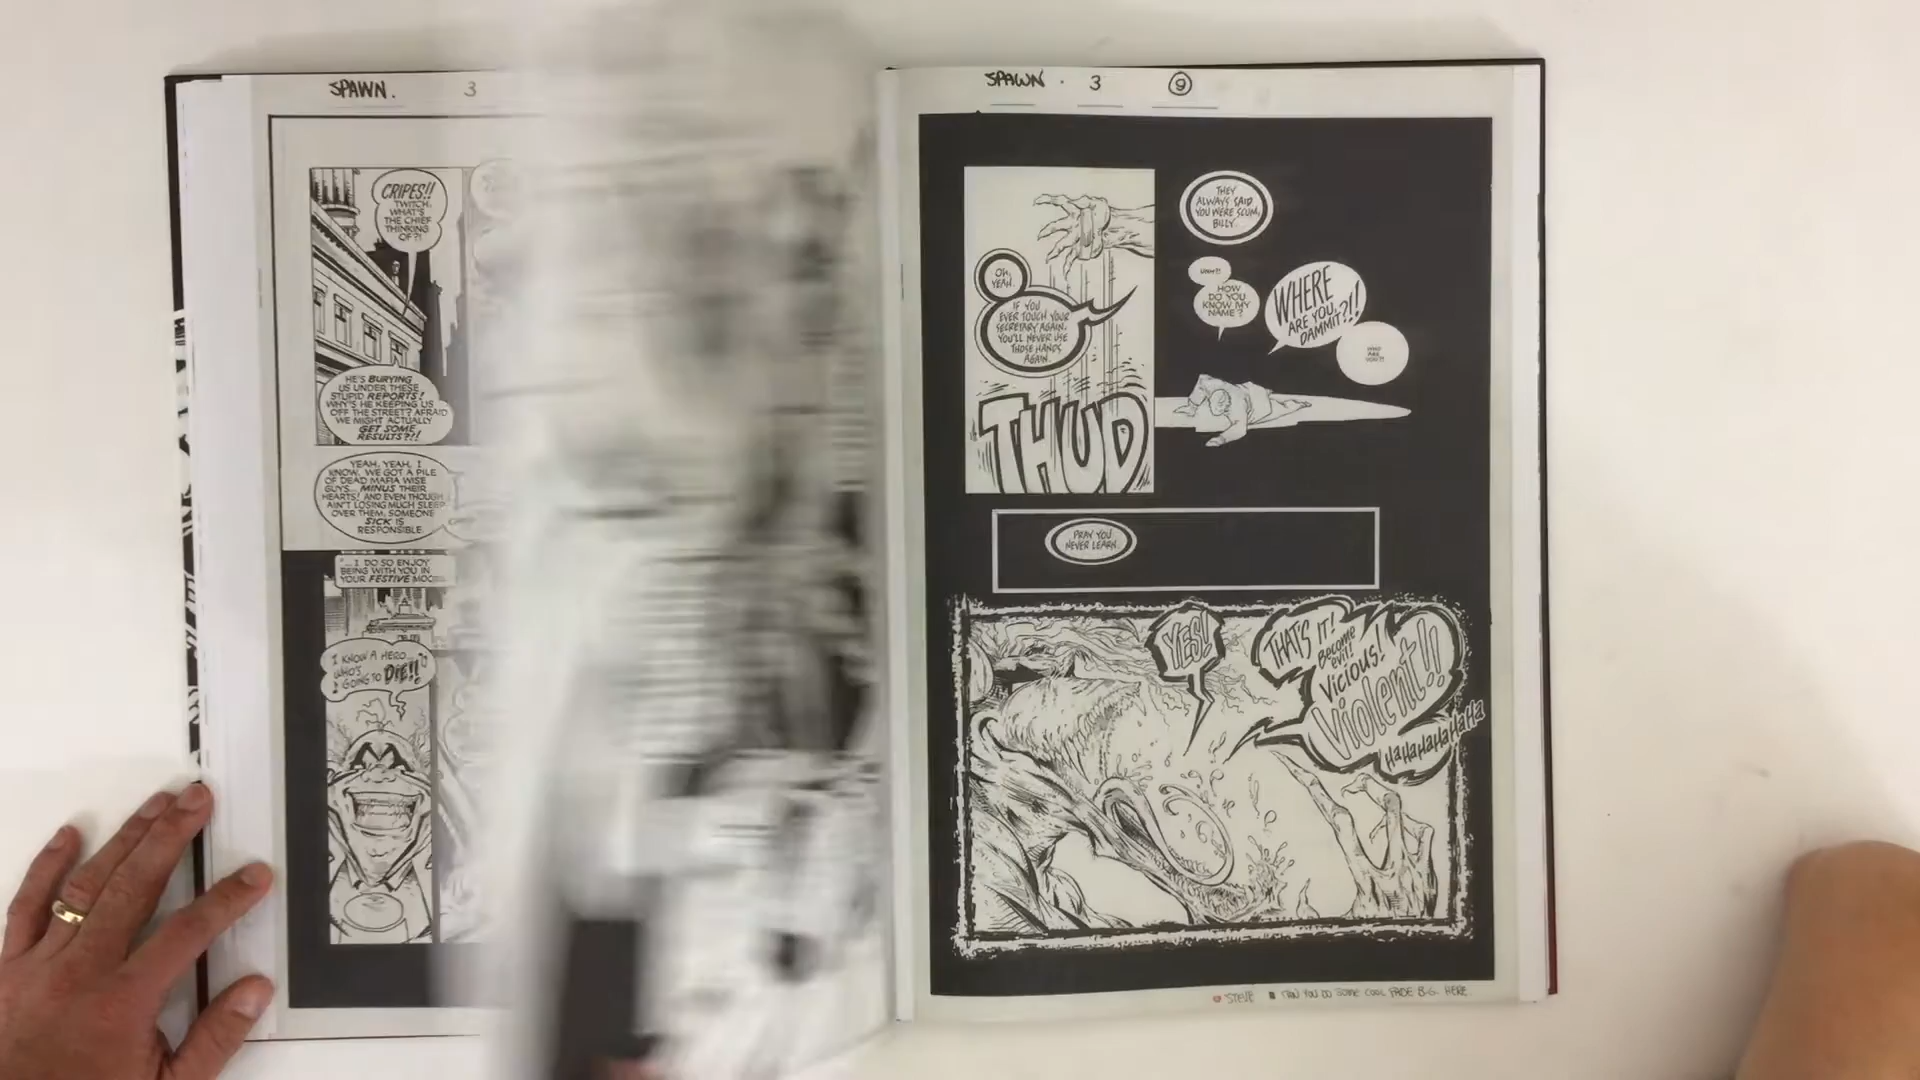 SPAWN. 3
CRIPES!!
TWITCH,
WHAT'S
THE CHIEF
THINKING
OF?!
HE'S BURYING
US UNDER THESE
STUPID REPORTS!
WHY'S HE KEEPING US
OFF THE STREET? AFRAID
WE MIGHT ACTUALLY
GET SOME
RESULTS?!!
YEAH, YEAH, I
KNOW. WE GOT A PILE
OF DEAD MAFIA WISE
GUYS... MINUS THEIR
HEARTS! AND EVEN THOUGH I
AIN'T LOSING MUCH SLEEP
OVER THEM, SOMEONE
SICK IS
RESPONSIBLE.
"...I DO SO ENJOY
BEING WITH YOU IN
YOUR FESTIVE
I KNOW A HERO...
WHO'S
GOING TO DIE!!
SPAWN . 3 9
OH,
YEAH.
IF YOU
EVER TOUCH YOUR
SECRETARY AGAIN,
YOU'LL NEVER USE
THOSE HANDS
AGAIN.
THUD
THEY
ALWAYS SAID
YOU WERE SCUM,
BILLY.
UHH?!
HOW
DO YOU
KNOW MY
NAME?
WHERE
ARE YOU,
DAMMIT?!!
WHO
ARE
YOU?!
PRAY YOU
NEVER LEARN.
YES!
THAT'S IT!
Become
evil!
Vicious!
Violent!!
HaHaHaHaHaHaHa
STEVE CAN YOU DO SOME COOL FADE B.G. HERE.